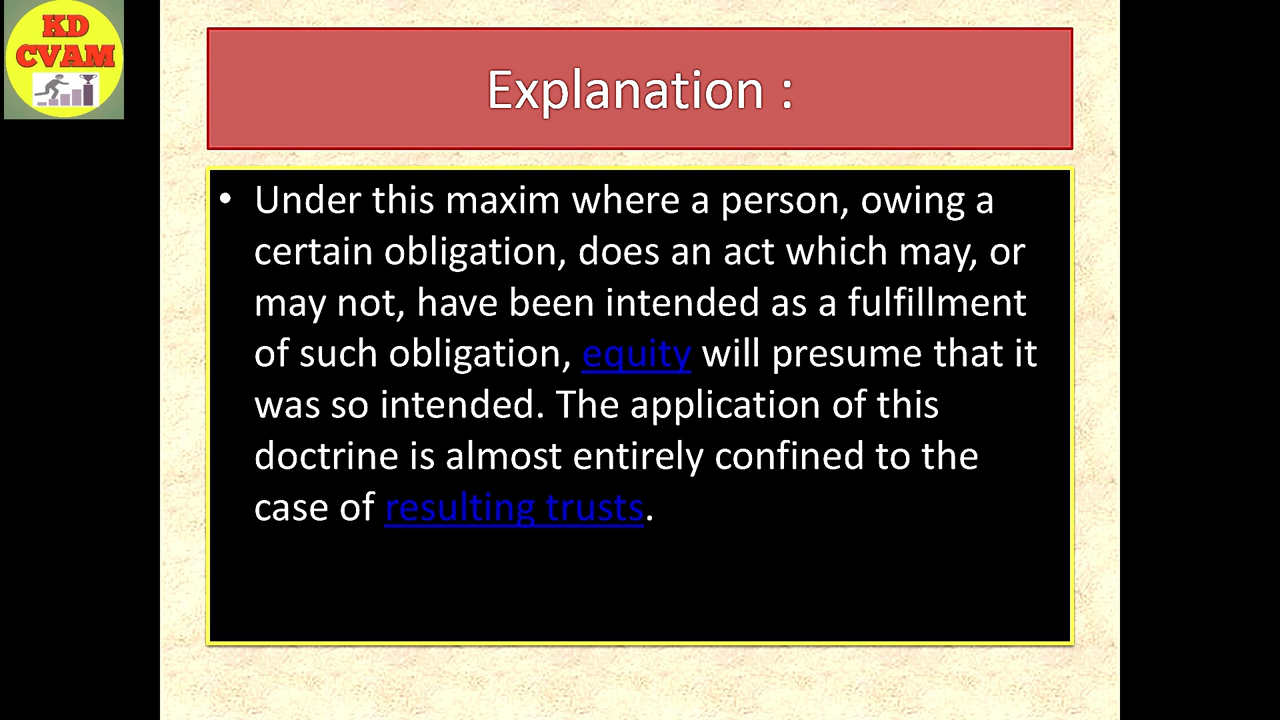 KD
CVAM
Explanation :
• Under this maxim where a person, owing a
certain obligation, does an act which may, or
may not, have been intended as a fulfillment
of such obligation, equity will presume that it
was so intended. The application of this
doctrine is almost entirely confined to the
case of resulting trusts.